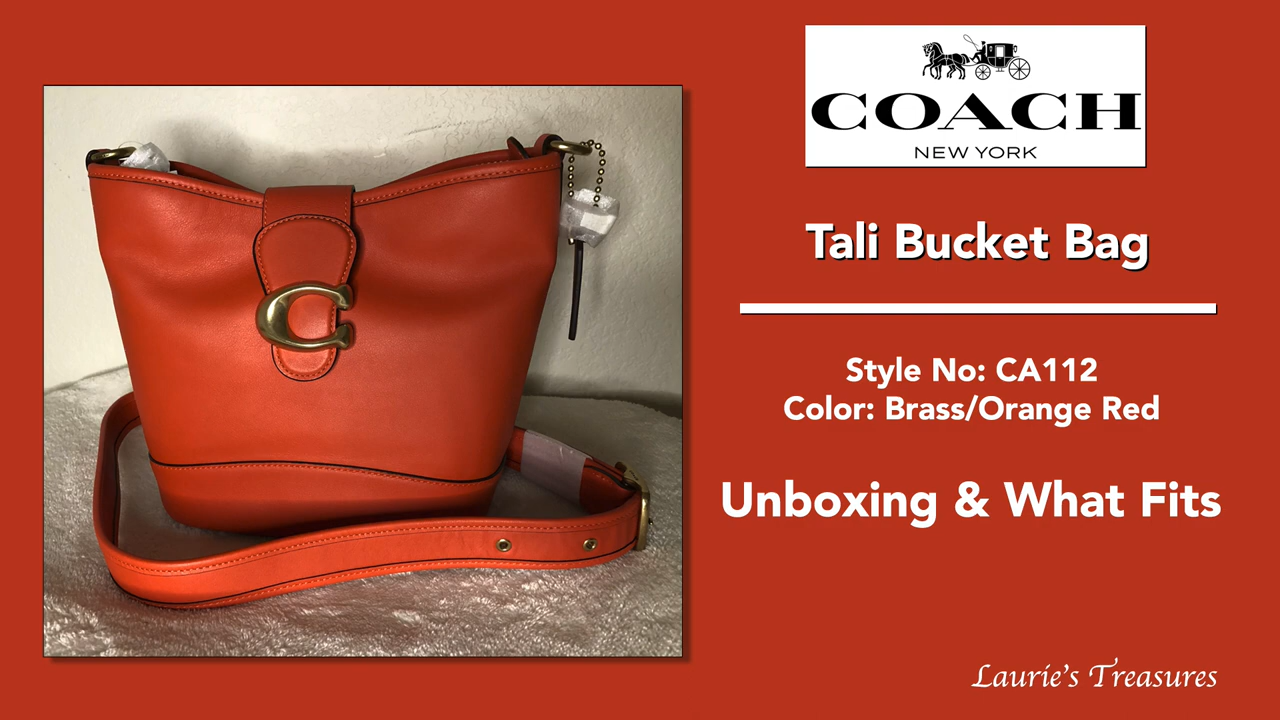 COACH
NEW YORK
Tali Bucket Bag
Style No: CA112
Color: Brass/Orange Red
Unboxing & What Fits
Laurie's Treasures